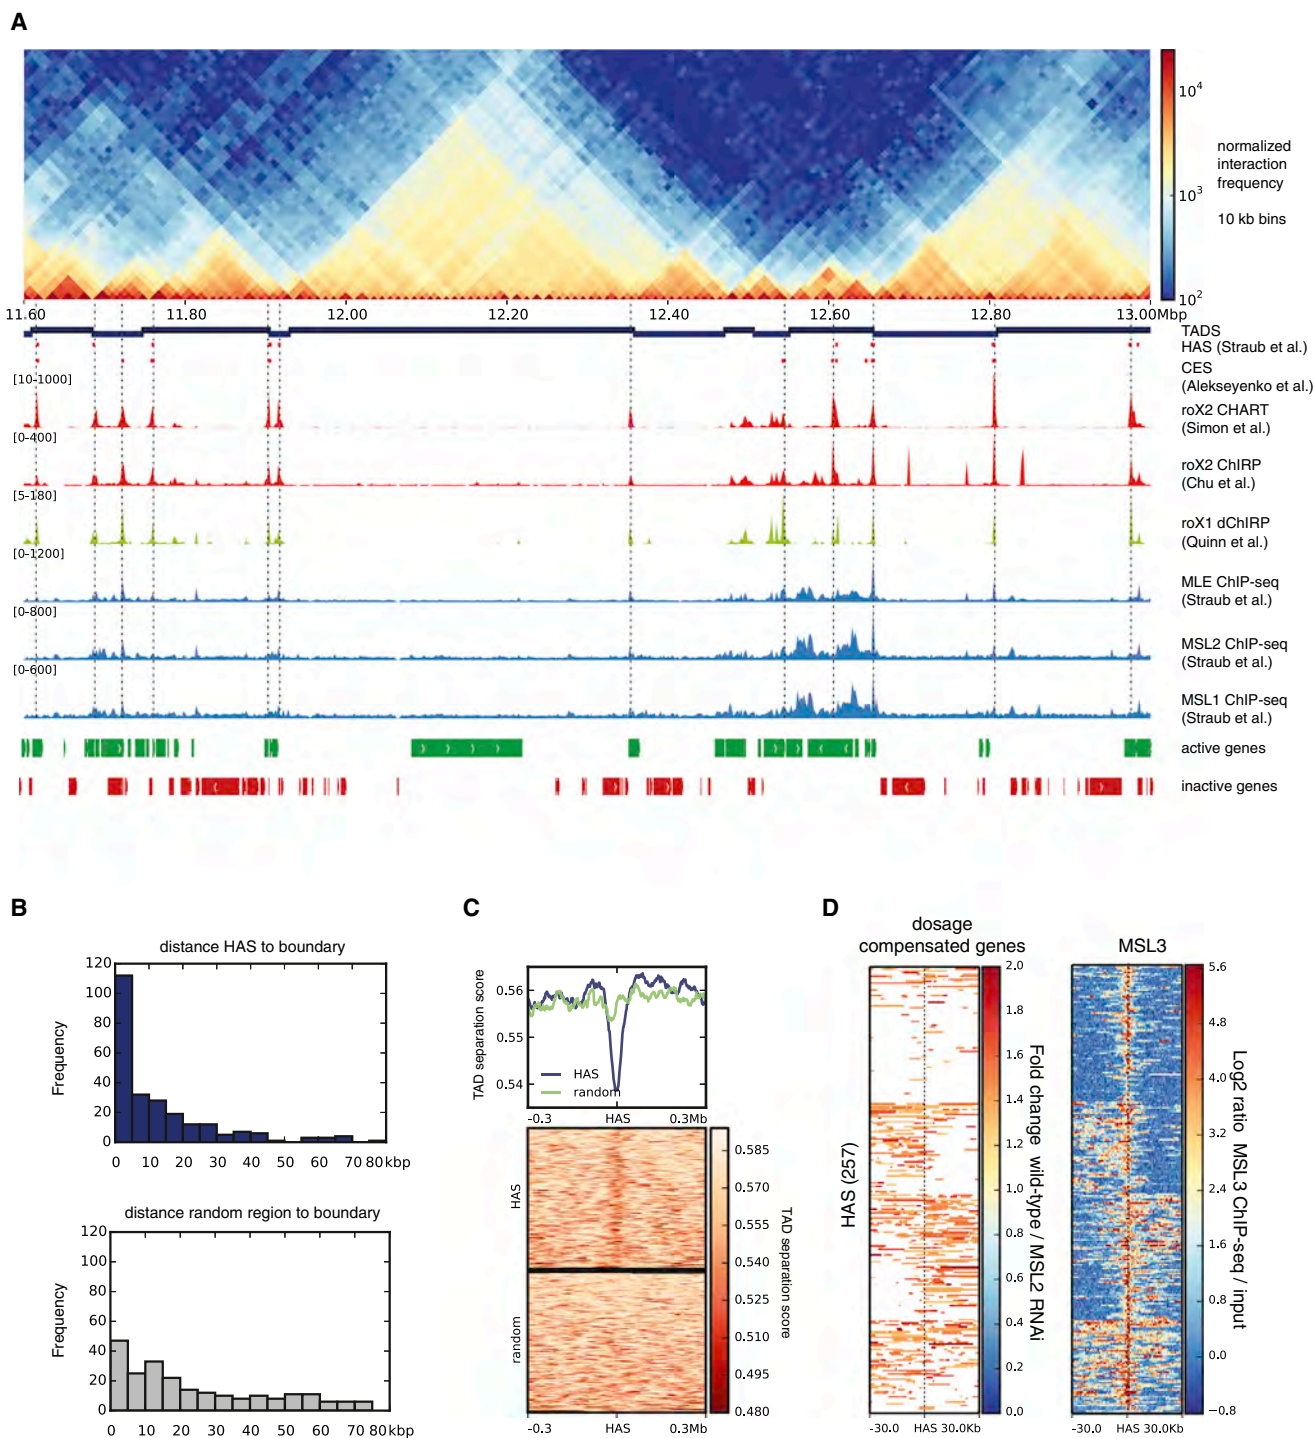 A
10^4
normalized
interaction
frequency
10^3
10 kb bins
10^2
11.60 11.80 12.00 12.20 12.40 12.60 12.80 13.00Mbp
TADS
HAS (Straub et al.)
CES
(Alekseyenko et al.)
[10-1000]
roX2 CHART
(Simon et al.)
[0-400]
roX2 ChIRP
(Chu et al.)
[5-180]
roX1 dChIRP
(Quinn et al.)
[0-1200]
MLE ChIP-seq
(Straub et al.)
[0-800]
MSL2 ChIP-seq
(Straub et al.)
[0-600]
MSL1 ChIP-seq
(Straub et al.)
active genes
inactive genes
B
distance HAS to boundary
Frequency
120
100
80
60
40
20
0
0 10 20 30 40 50 60 70 80kbp
distance random region to boundary
Frequency
120
100
80
60
40
20
0
0 10 20 30 40 50 60 70 80kbp
C
TAD separation score
0.56
0.55
0.54
HAS
random
-0.3 HAS 0.3Mb
HAS
random
0.585
0.570
0.555
0.540
0.525
0.510
0.495
0.480
TAD separation score
-0.3 HAS 0.3Mb
D
dosage
compensated genes
HAS (257)
2.0
1.8
1.6
1.4
1.2
1.0
0.8
0.6
0.4
0.2
0.0
Fold change wild-type / MSL2 RNAi
-30.0 HAS 30.0Kb
MSL3
5.6
4.8
4.0
3.2
2.4
1.6
0.8
0.0
−0.8
Log2 ratio MSL3 ChIP-seq / input
-30.0 HAS 30.0Kb